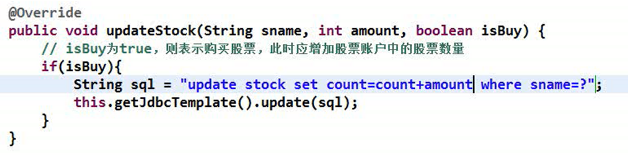 @Override
public void updateStock(String sname, int amount, boolean isBuy) {
// isBuy为true，则表示购买股票，此时应增加股票账户中的股票数量
if(isBuy){
String sql = "update stock set count=count+amount where sname=?";
this.getJdbcTemplate().update(sql);
}
}